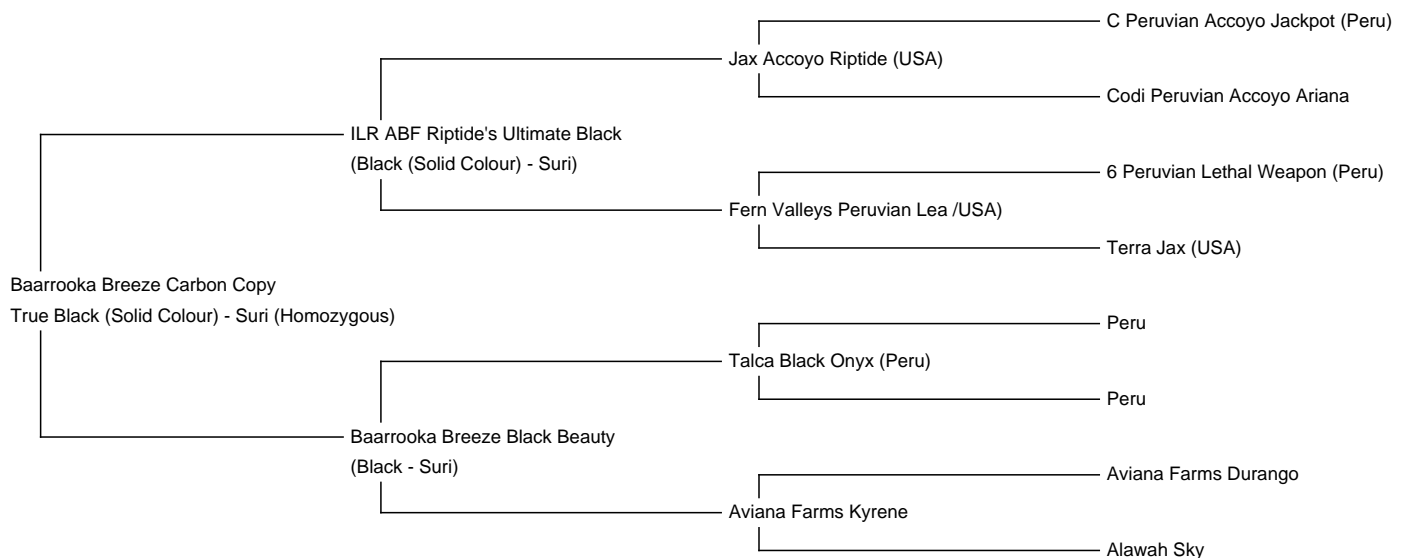 C Peruvian Accoyo Jackpot (Peru)
Jax Accoyo Riptide (USA)
Codi Peruvian Accoyo Ariana
ILR ABF Riptide's Ultimate Black
(Black (Solid Colour) - Suri)
6 Peruvian Lethal Weapon (Peru)
Fern Valleys Peruvian Lea /USA)
Terra Jax (USA)
Baarrooka Breeze Carbon Copy
True Black (Solid Colour) - Suri (Homozygous)
Peru
Talca Black Onyx (Peru)
Peru
Baarrooka Breeze Black Beauty
(Black - Suri)
Aviana Farms Durango
Aviana Farms Kyrene
Alawah Sky